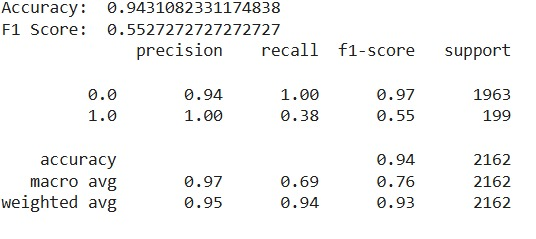 Accuracy:  0.9431082331174838
F1 Score:  0.5527272727272727
precision    recall  f1-score   support
0.0       0.94      1.00      0.97      1963
1.0       1.00      0.38      0.55       199
accuracy                           0.94      2162
macro avg       0.97      0.69      0.76      2162
weighted avg       0.95      0.94      0.93      2162